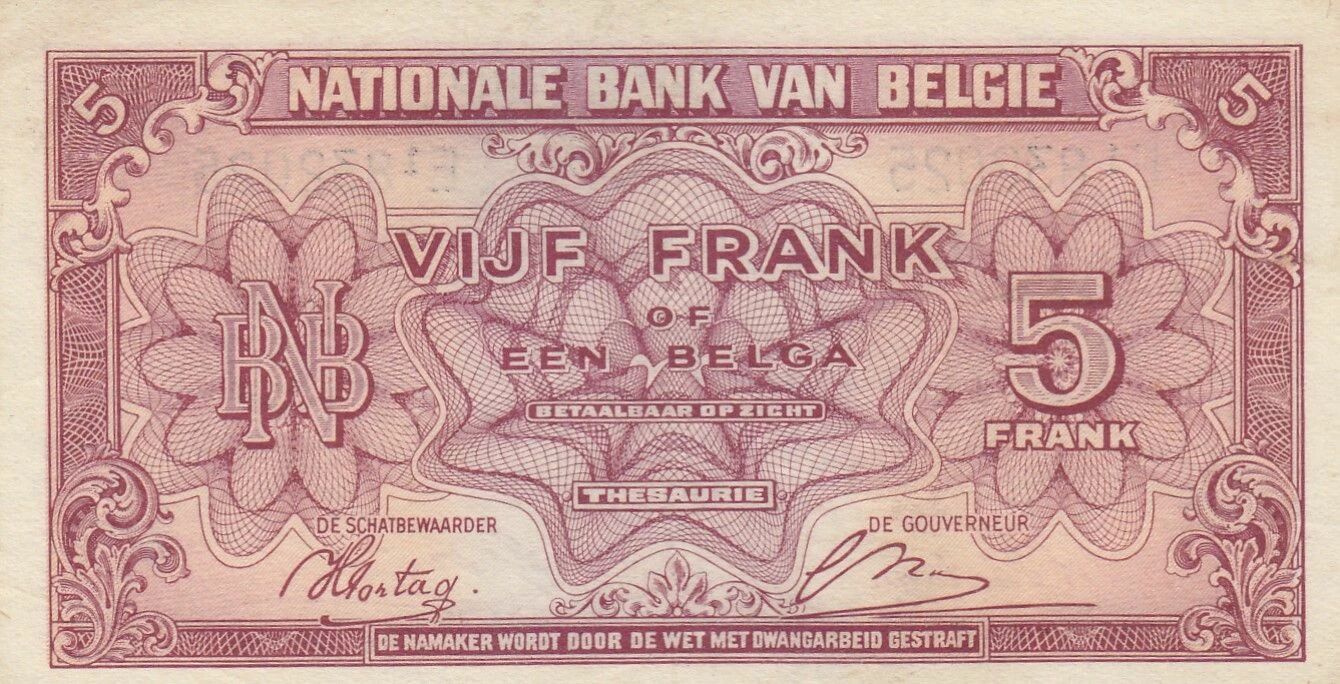 5
NATIONALE BANK VAN BELGIE
5
VIJF FRANK
OF
EEN BELGA
BETAALBAAR OP ZICHT
THESAURIE
NBB
5
FRANK
DE SCHATBEWAARDER
DE GOUVERNEUR
DE NAMAKER WORDT DOOR DE WET MET DWANGARBEID GESTRAFT